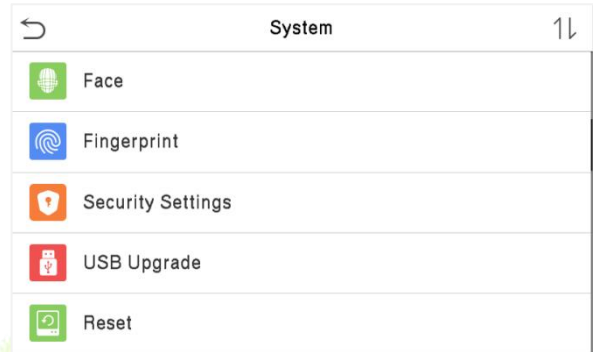 System
Face
Fingerprint
Security Settings
USB Upgrade
Reset